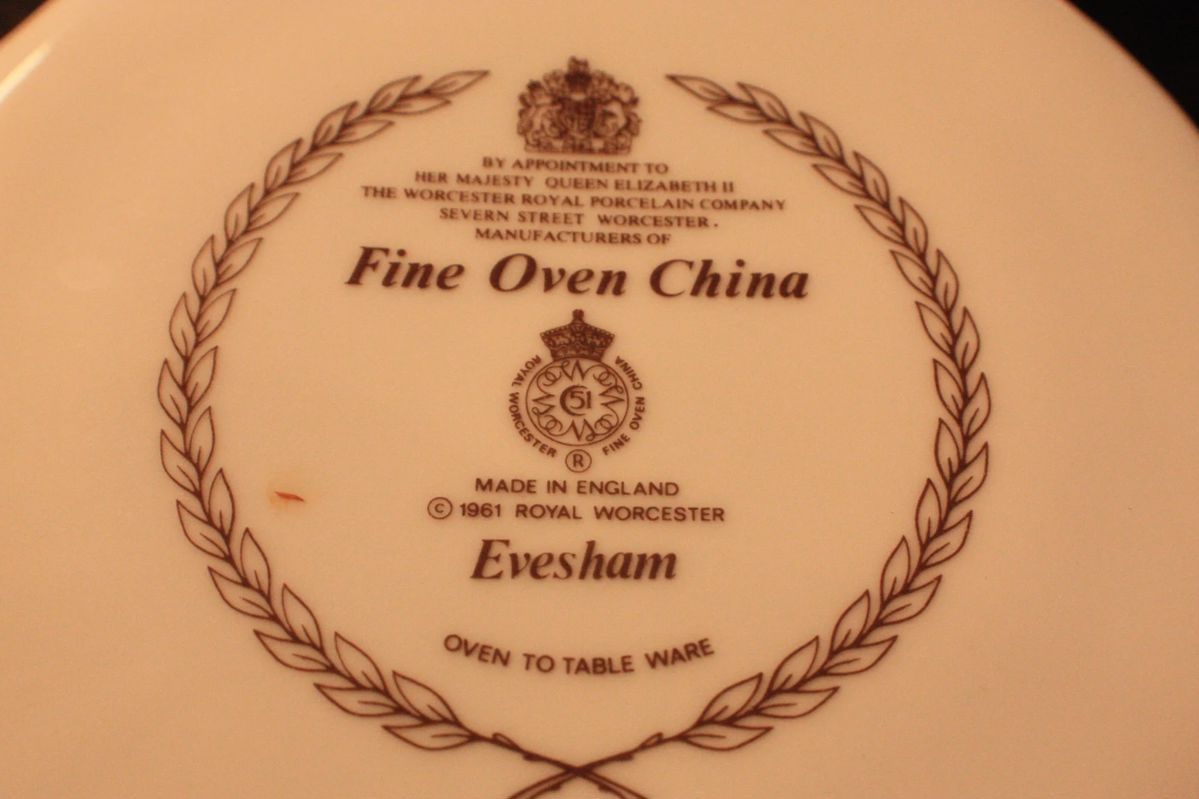 BY APPOINTMENT TO
HER MAJESTY QUEEN ELIZABETH II
THE WORCESTER ROYAL PORCELAIN COMPANY
SEVERN STREET WORCESTER.
MANUFACTURERS OF
Fine Oven China
ROYAL WORCESTER FINE OVEN CHINA
51
®
MADE IN ENGLAND
© 1961 ROYAL WORCESTER
Evesham
OVEN TO TABLE WARE